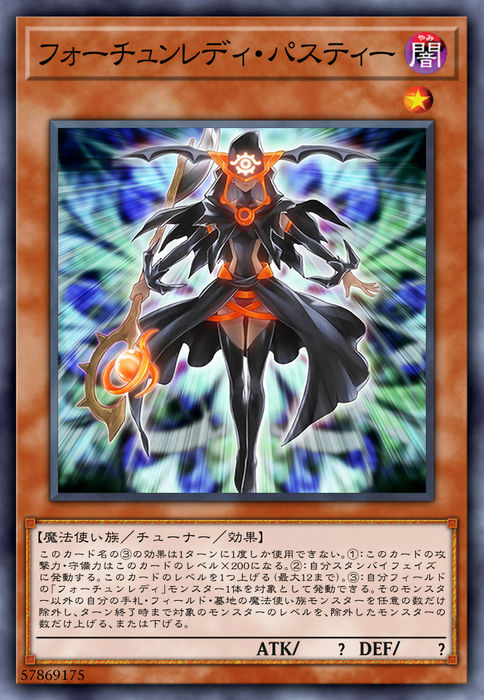 フォーチュンレディ・パスティー
やみ
闇
【魔法使い族／チューナー／効果】
このカード名の③の効果は1ターンに1度しか使用できない。①：このカードの攻
撃力・守備力はこのカードのレベル×200になる。②：自分スタンバイフェイズ
に発動する。このカードのレベルを1つ上げる(最大12まで)。③：自分フィールド
の「フォーチュンレディ」モンスター1体を対象として発動できる。そのモンス
ター以外の自分の手札・フィールド・墓地の魔法使い族モンスターを任意の数だけ
除外し、ターン終了時まで対象のモンスターのレベルを、除外したモンスターの
数だけ上げる、または下げる。
ATK/ ? DEF/ ?
57869175